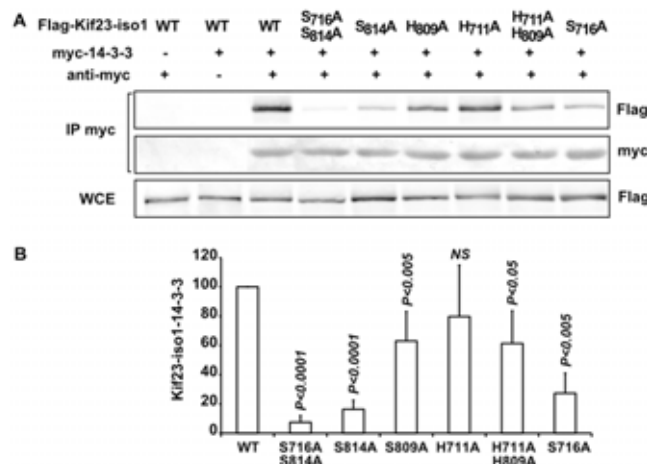 A
Flag-Kif23-iso1 WT WT WT S716A S814A S814A H809A H711A H711A H809A S716A
myc-14-3-3 - + + + + + + + +
anti-myc + - + + + + + + +
IP myc
Flag
myc
WCE Flag
B
Kif23-iso1-14-3-3
120
100
80
60
40
20
0
P<0.0001
P<0.0001
P<0.005
NS
P<0.05
P<0.005
WT S716A S814A S809A H711A H711A S716A
S814A H809A